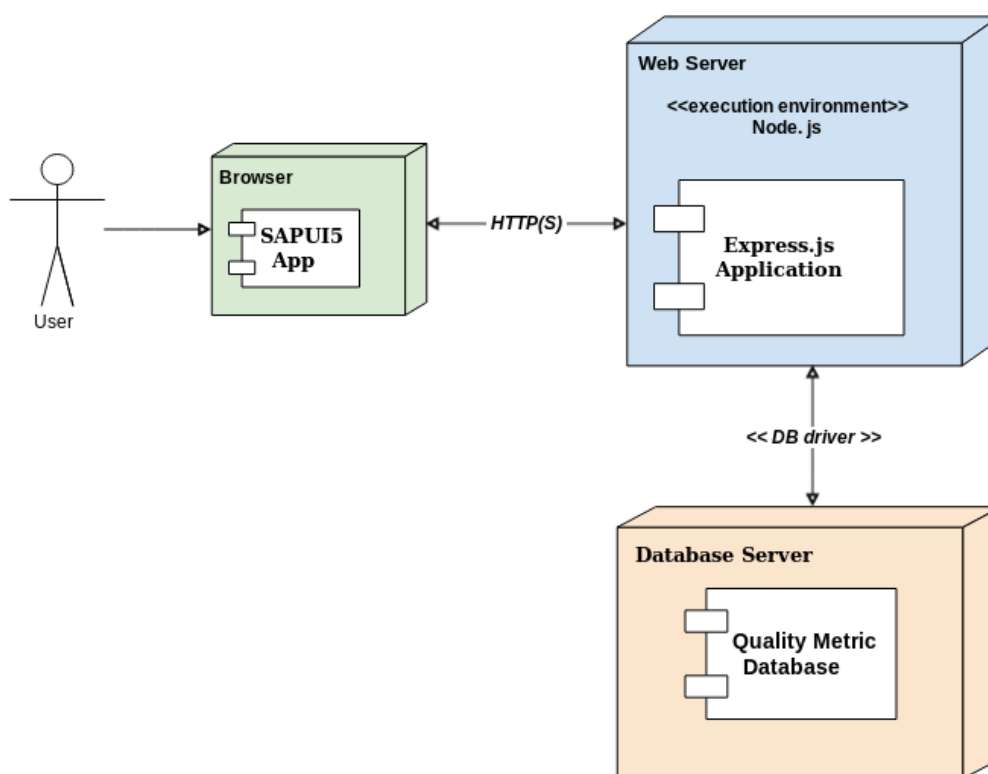 Web Server
<<execution environment>>
Node. js
Browser
SAPUI5
App
HTTP(S)
Express.js
Application
User
<< DB driver >>
Database Server
Quality Metric
Database